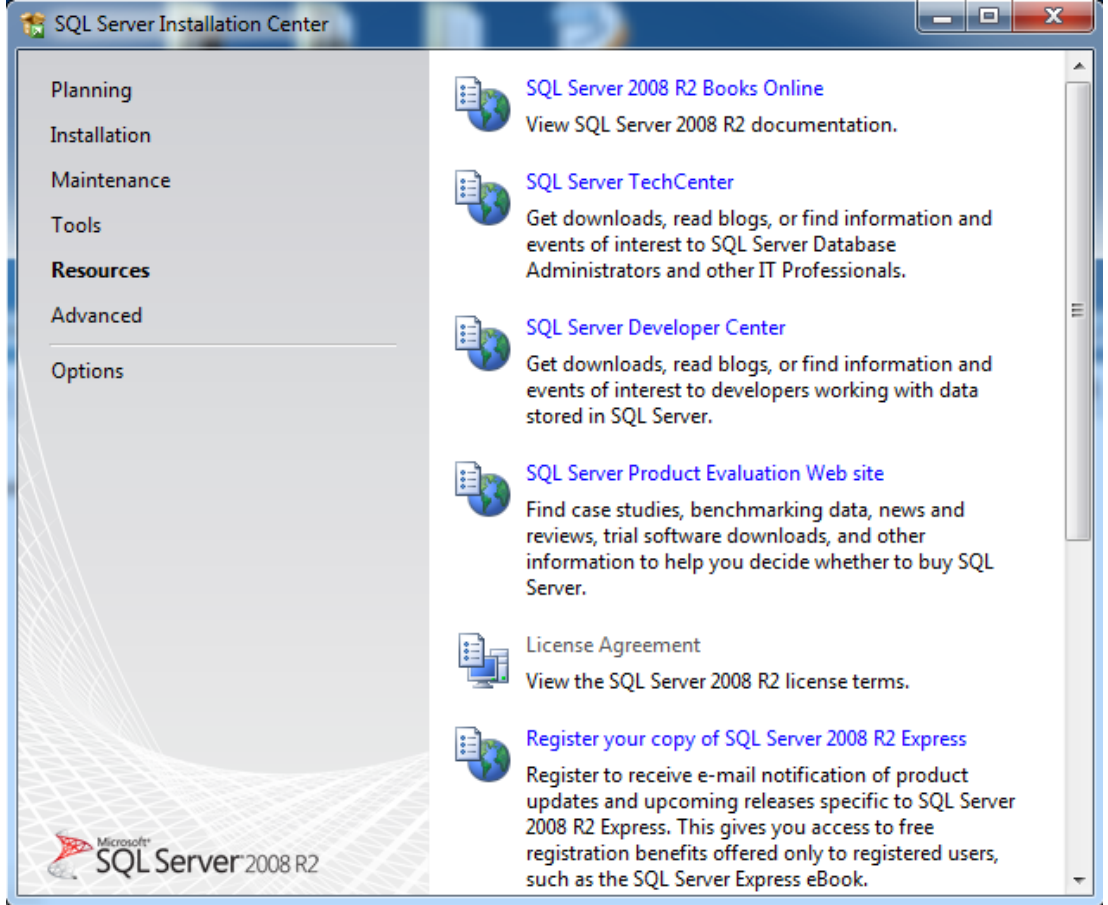 SQL Server Installation Center
Planning
Installation
Maintenance
Tools
Resources
Advanced
Options
SQL Server 2008 R2 Books Online
View SQL Server 2008 R2 documentation.
SQL Server TechCenter
Get downloads, read blogs, or find information and
events of interest to SQL Server Database
Administrators and other IT Professionals.
SQL Server Developer Center
Get downloads, read blogs, or find information and
events of interest to developers working with data
stored in SQL Server.
SQL Server Product Evaluation Web site
Find case studies, benchmarking data, news and
reviews, trial software downloads, and other
information to help you decide whether to buy SQL
Server.
License Agreement
View the SQL Server 2008 R2 license terms.
Register your copy of SQL Server 2008 R2 Express
Register to receive e-mail notification of product
updates and upcoming releases specific to SQL Server
2008 R2 Express. This gives you access to free
registration benefits offered only to registered users,
such as the SQL Server Express eBook.
Microsoft®
SQL Server® 2008 R2